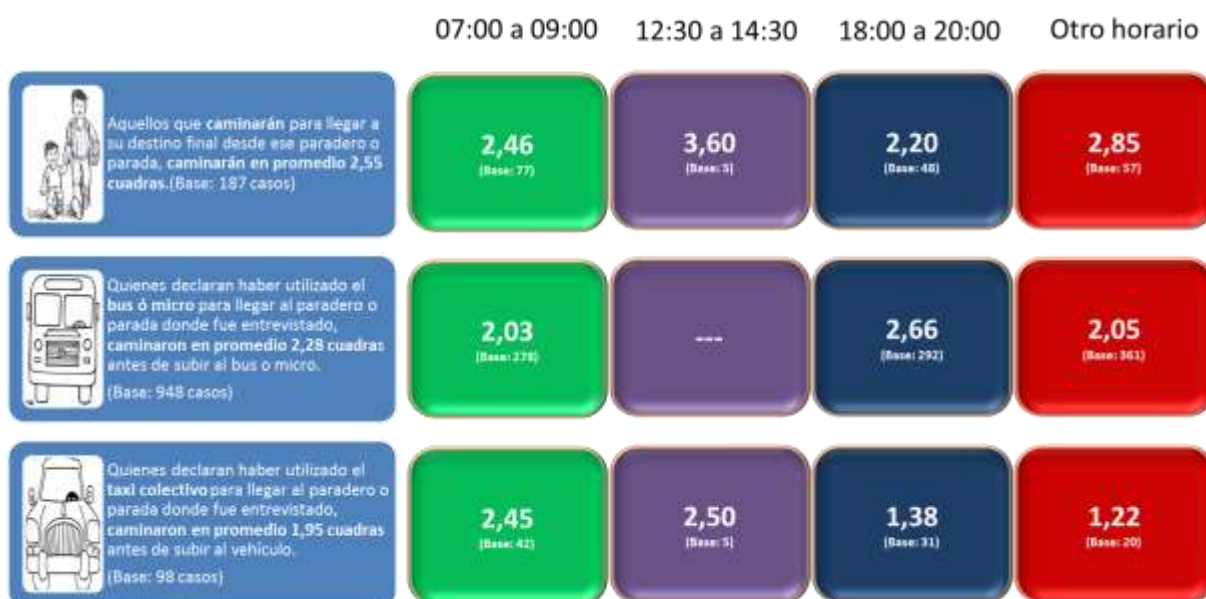 07:00 a 09:00 12:30 a 14:30 18:00 a 20:00 Otro horario
Aquellos que caminarán para llegar a
su destino final desde ese paradero o
parada, caminarán en promedio 2,55
cuadras.(Base: 187 casos)
2,46
(Base: 77)
3,60
(Base: 5)
2,20
(Base: 48)
2,85
(Base: 57)
Quienes declaran haber utilizado el
bus ó micro para llegar al paradero o
parada donde fue entrevistado,
caminaron en promedio 2,28 cuadras
antes de subir al bus o micro.
(Base: 948 casos)
2,03
(Base: 278)
---
2,66
(Base: 292)
2,05
(Base: 361)
Quienes declaran haber utilizado el
taxi colectivo para llegar al paradero o
parada donde fue entrevistado,
caminaron en promedio 1,95 cuadras
antes de subir al vehículo.
(Base: 98 casos)
2,45
(Base: 42)
2,50
(Base: 5)
1,38
(Base: 31)
1,22
(Base: 20)